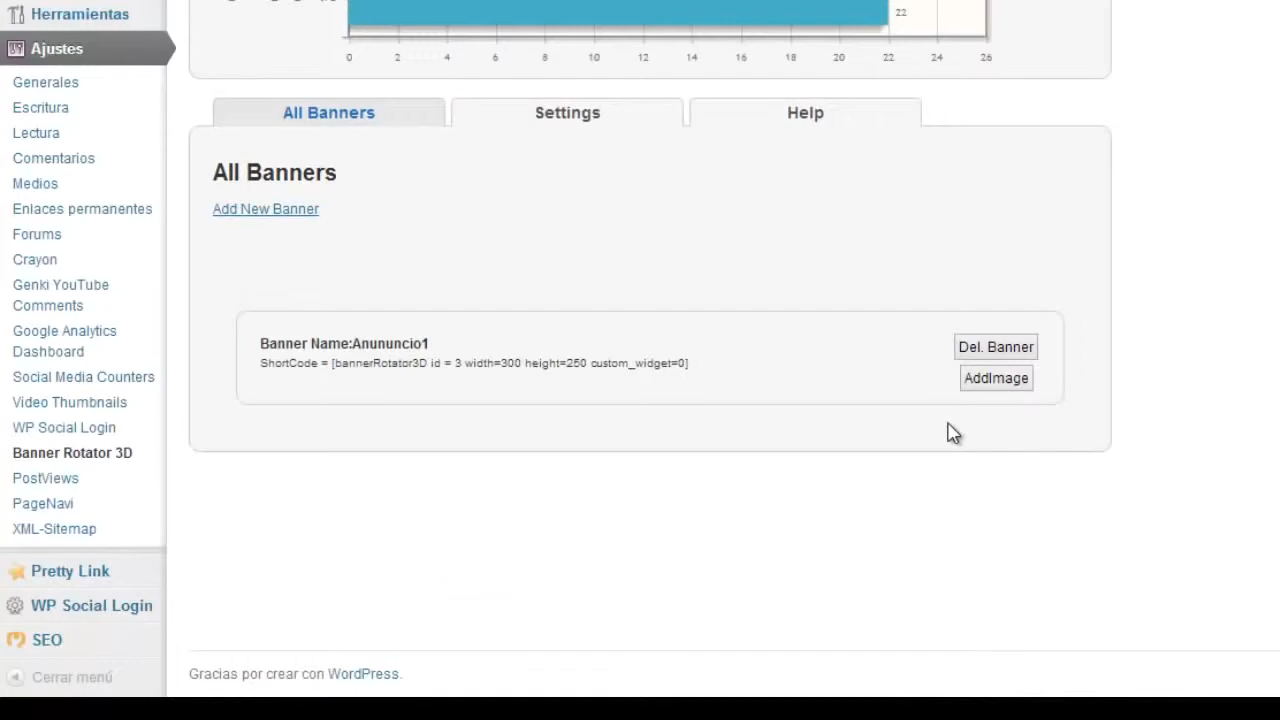 Herramientas
Ajustes
Generales
Escritura
Lectura
Comentarios
Medios
Enlaces permanentes
Forums
Crayon
Genki YouTube
Comments
Google Analytics
Dashboard
Social Media Counters
Video Thumbnails
WP Social Login
Banner Rotator 3D
PostViews
PageNavi
XML-Sitemap
Pretty Link
WP Social Login
SEO
Cerrar menú
22
0 2 4 6 8 10 12 14 16 18 20 22 24 26
All Banners Settings Help
All Banners
Add New Banner
Banner Name:Anununcio1
ShortCode = [bannerRotator3D id = 3 width=300 height=250 custom_widget=0]
Del. Banner
AddImage
Gracias por crear con WordPress.